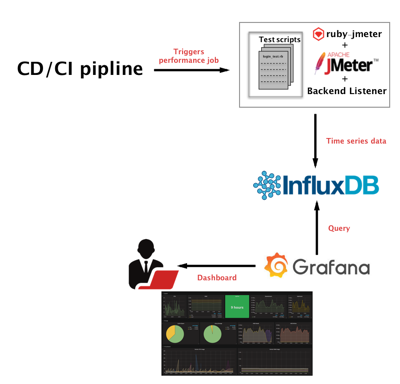 Test scripts
login_test.rb
ruby-jmeter
+
APACHE
JMeter™
+
Backend Listener
CD/CI pipline
Triggers
performance job
Time series data
InfluxDB
Query
Grafana
Dashboard